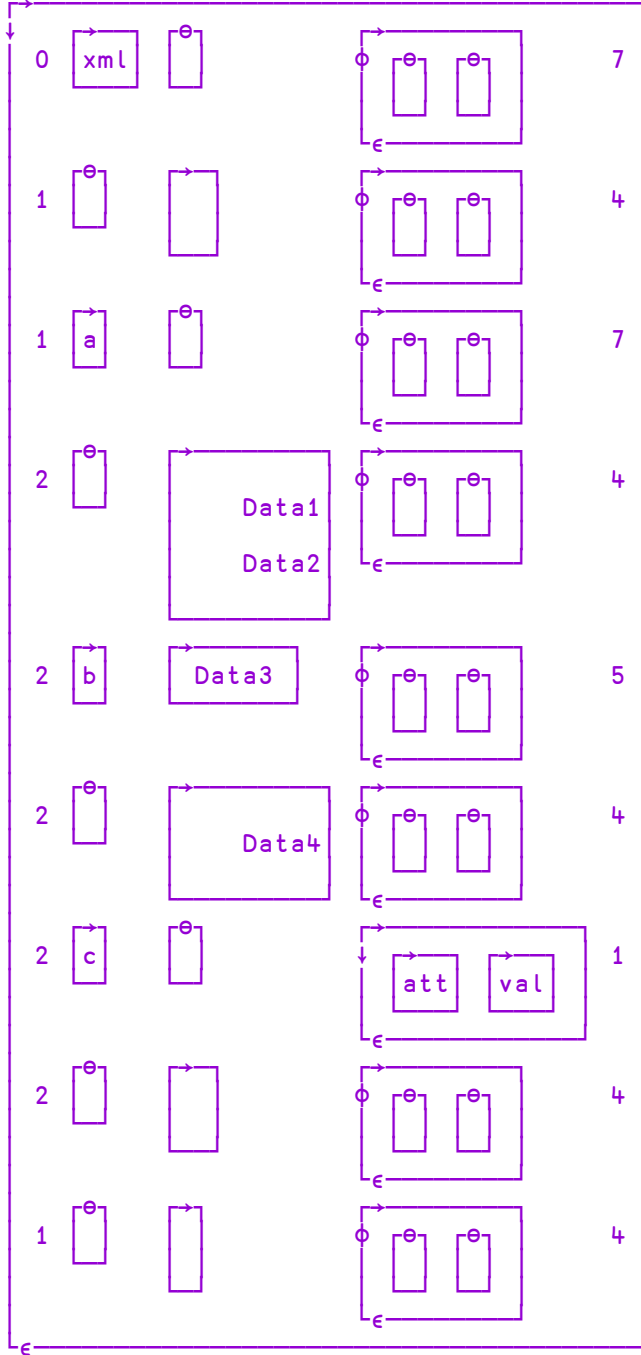 0 xml 7
1 4
1 a 7
2 4
Data1
Data2
2 b Data3 5
2 4
Data4
2 c att val 1
2 4
1 4